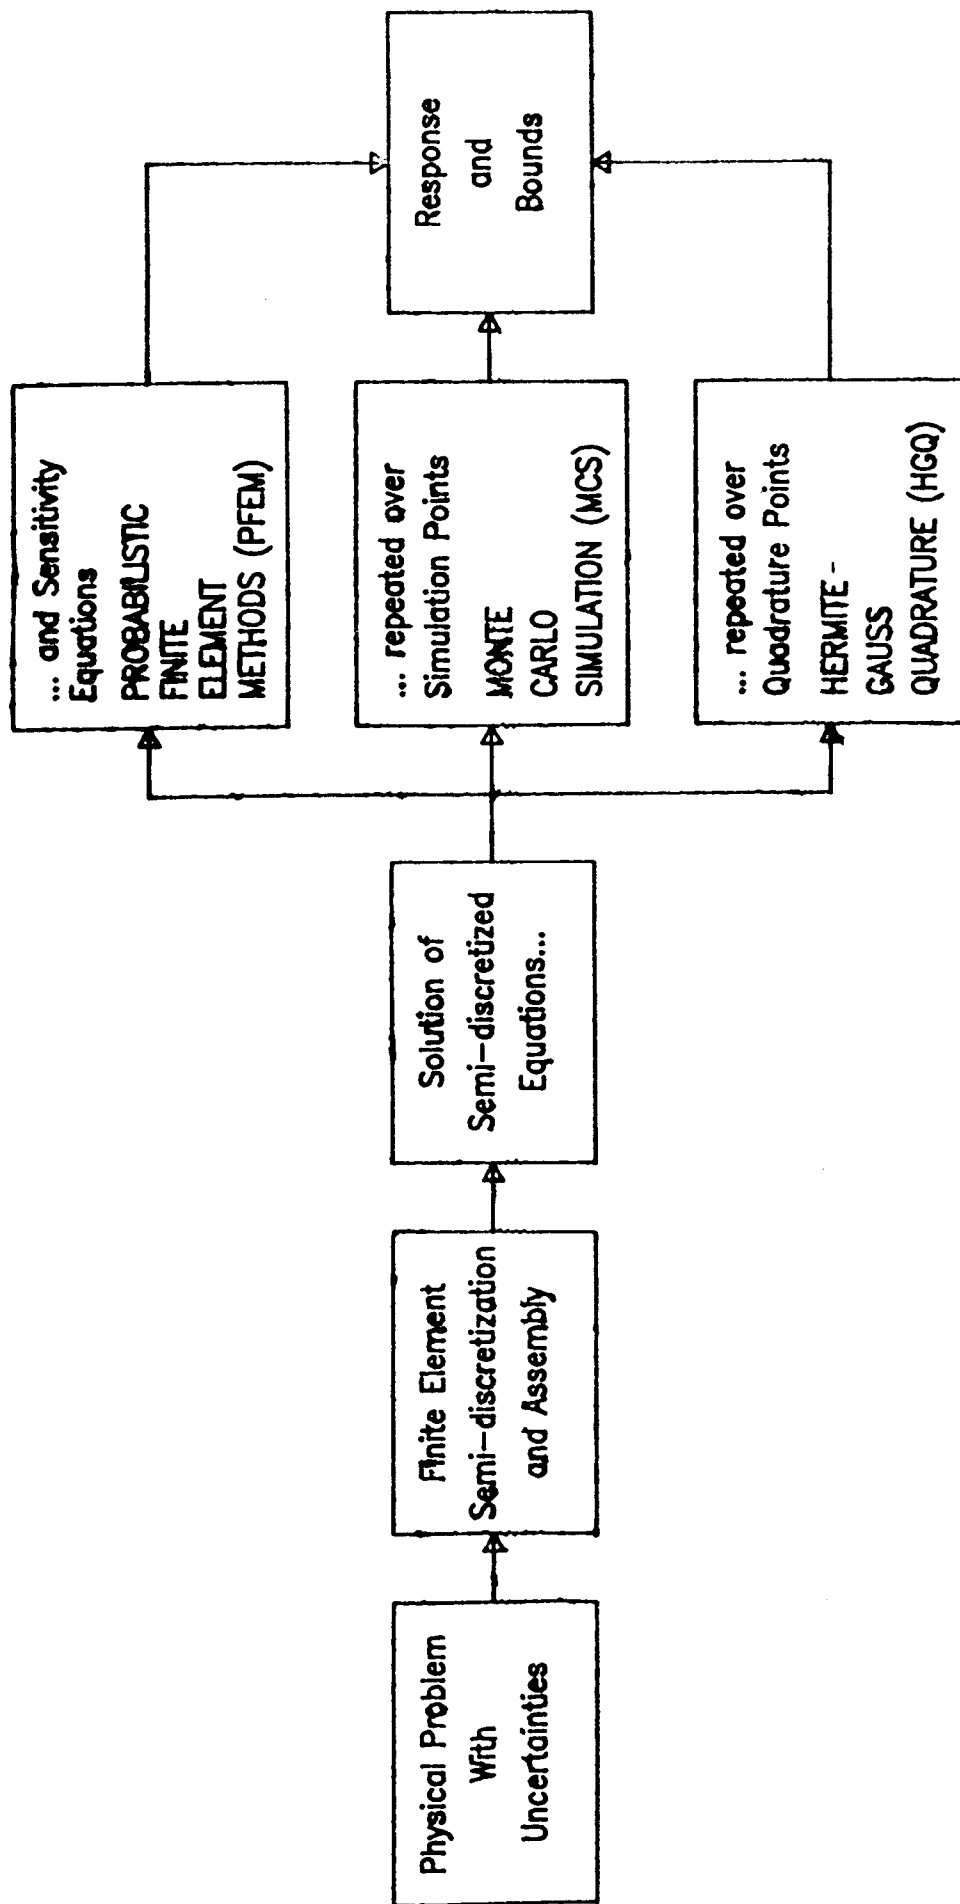 Physical Problem
With
Uncertainties
Finite Element
Semi-discretization
and Assembly
Solution of
Semi-discretized
Equations...
... and Sensitivity
Equations
PROBABILISTIC
FINITE
ELEMENT
METHODS (PFEM)
... repeated over
Simulation Points
MONTE
CARLO
SIMULATION (MCS)
... repeated over
Quadrature Points
HERMITE-
GAUSS
QUADRATURE (HGQ)
Response
and
Bounds